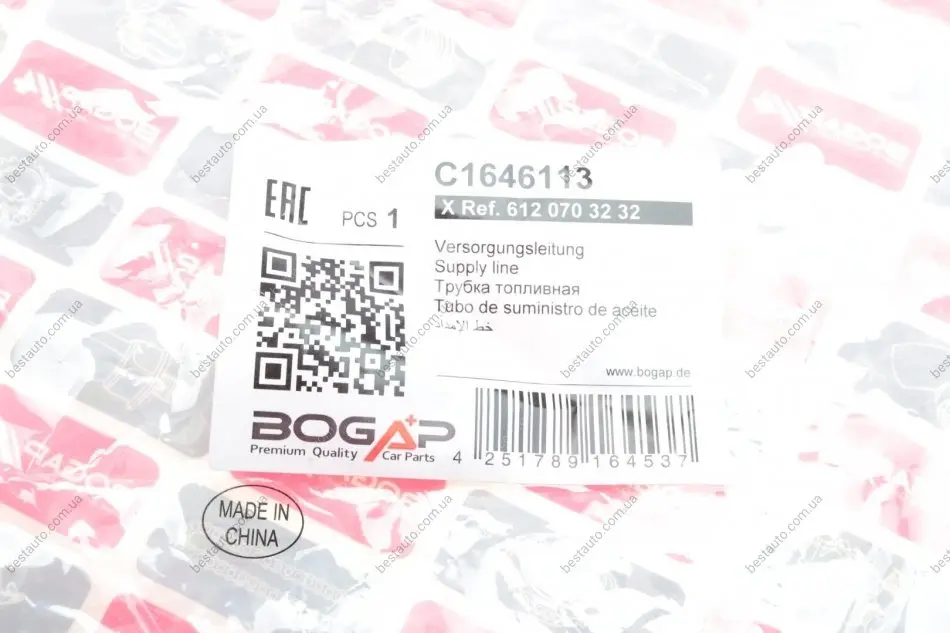 C1646113
X Ref. 612 070 32 32
EAC
PCS 1
Versorgungsleitung
Supply line
Трубка топливная
Tubo de suministro de aceite
خط الإمداد
www.bogap.de
BOGAP
Premium Quality Car Parts
4 251789 164537
MADE IN
CHINA
bestauto.com.ua